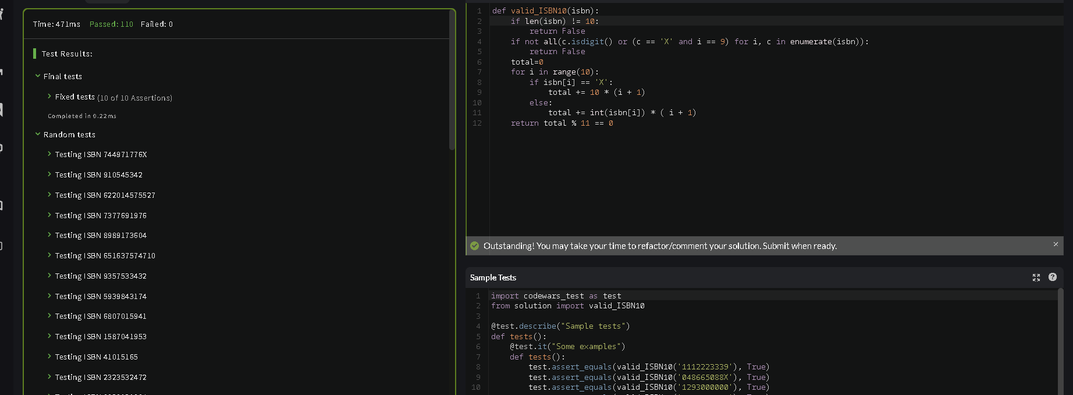 Time: 471ms Passed: 110 Failed: 0
Test Results:
Final tests
Fixed tests (10 of 10 Assertions)
Completed in 0.22ms
Random tests
Testing ISBN 744971776X
Testing ISBN 910545342
Testing ISBN 622014575527
Testing ISBN 7377691976
Testing ISBN 8989173604
Testing ISBN 651637574710
Testing ISBN 9357533432
Testing ISBN 5939843174
Testing ISBN 6807015941
Testing ISBN 1587041953
Testing ISBN 41015165
Testing ISBN 2323532472
1 def valid_ISBN10(isbn):
2 if len(isbn) != 10:
3 return False
4 if not all(c.isdigit() or (c == 'X' and i == 9) for i, c in enumerate(isbn)):
5 return False
6 total=0
7 for i in range(10):
8 if isbn[i] == 'X':
9 total += 10 * (i + 1)
10 else:
11 total += int(isbn[i]) * ( i + 1)
12 return total % 11 == 0
Outstanding! You may take your time to refactor/comment your solution. Submit when ready.
Sample Tests
1 import codewars_test as test
2 from solution import valid_ISBN10
3
4 @test.describe("Sample tests")
5 def tests():
6 @test.it("Some examples")
7 def tests():
8 test.assert_equals(valid_ISBN10('1112223339'), True)
9 test.assert_equals(valid_ISBN10('048665088X'), True)
10 test.assert_equals(valid_ISBN10('1293000000'), True)